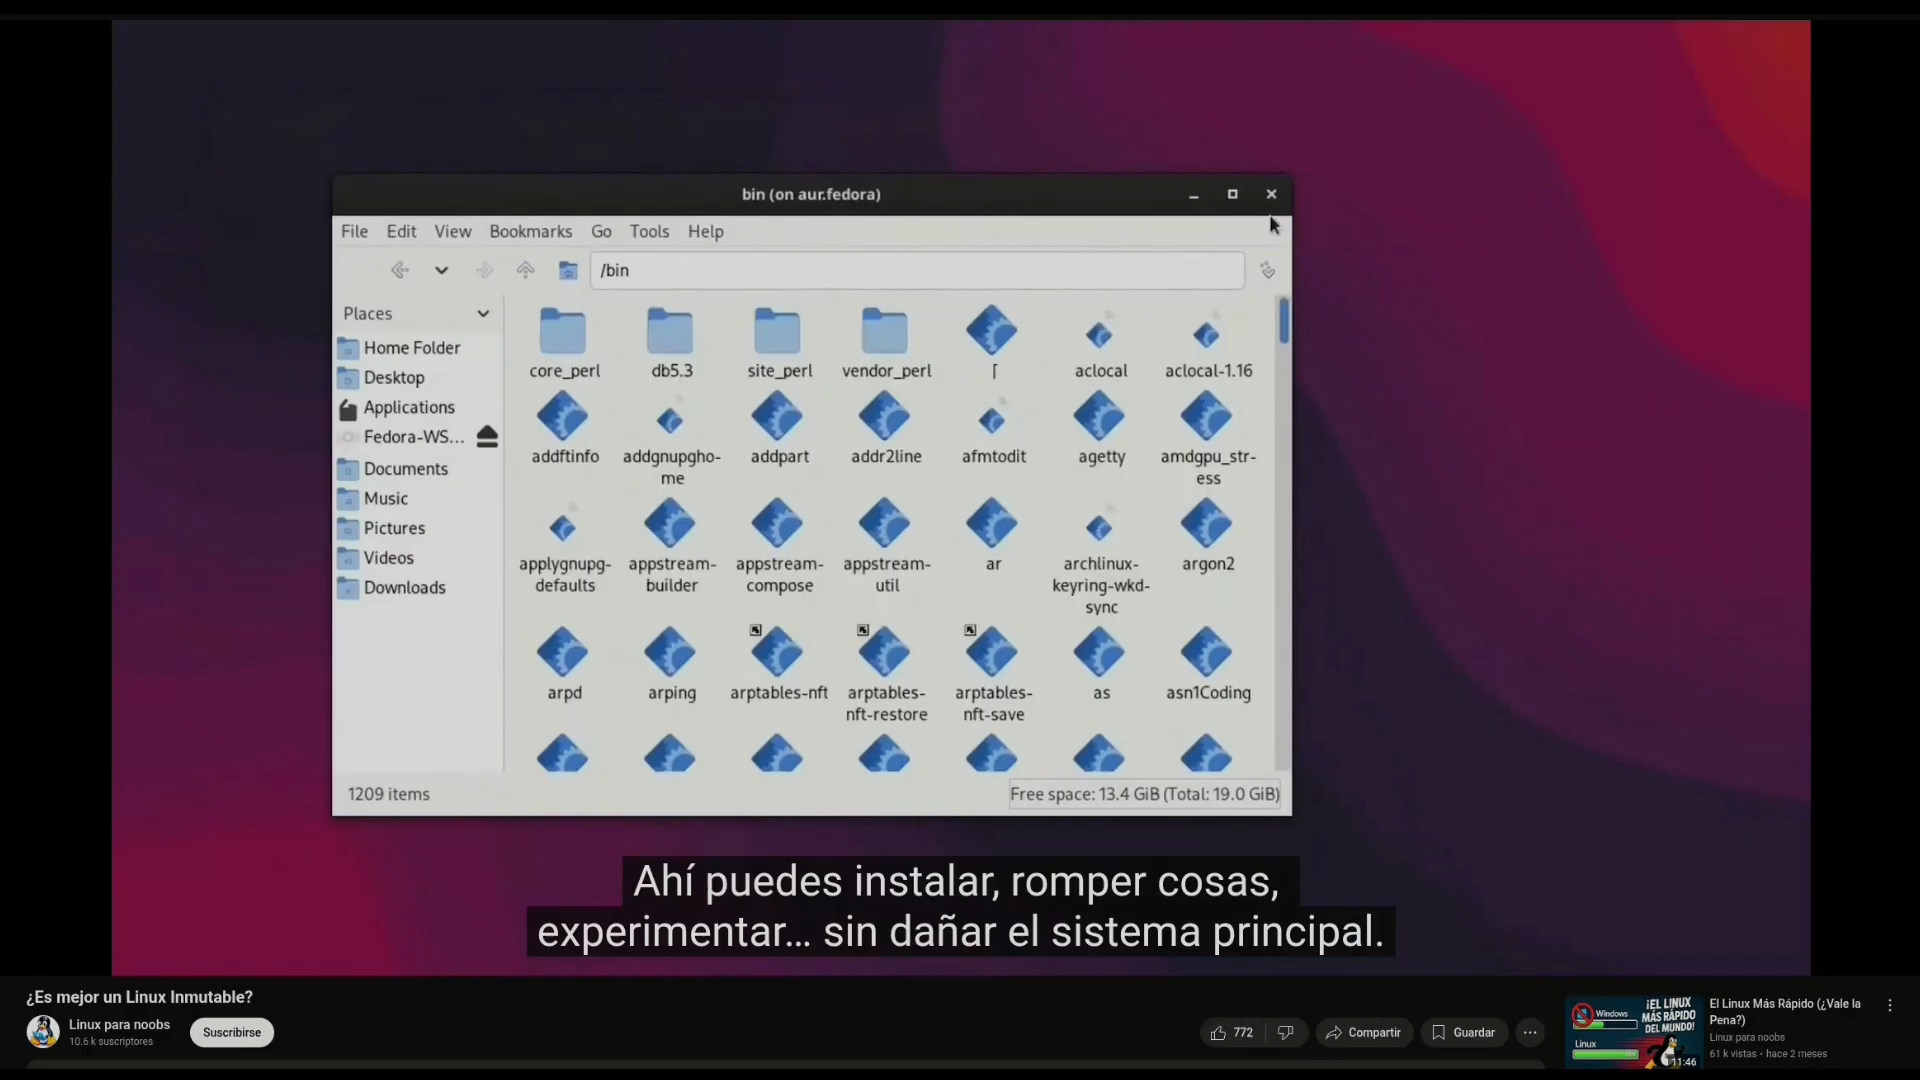 bin (on aur.fedora)
File Edit View Bookmarks Go Tools Help
/bin
Places
Home Folder
Desktop
Applications
Fedora-WS...
Documents
Music
Pictures
Videos
Downloads
core_perl db5.3 site_perl vendor_perl [ aclocal aclocal-1.16
addftinfo addgnupgho- addpart addr2line afmtodit agetty amdgpu_str-
me ess
applygnupg- appstream- appstream- appstream- ar archlinux- argon2
defaults builder compose util keyring-wkd-
sync
arpd arping arptables-nft arptables- arptables- as asn1Coding
nft-restore nft-save
1209 items
Free space: 13.4 GiB (Total: 19.0 GiB)
Ahí puedes instalar, romper cosas,
experimentar... sin dañar el sistema principal.
¿Es mejor un Linux Inmutable?
Linux para noobs
10.6 k suscriptores
Suscribirse
772
Compartir
Guardar
Windows
Linux
¡EL LINUX
MÁS RÁPIDO
DEL MUNDO!
11:46
El Linux Más Rápido (¿Vale la
Pena?)
Linux para noobs
61 k vistas • hace 2 meses